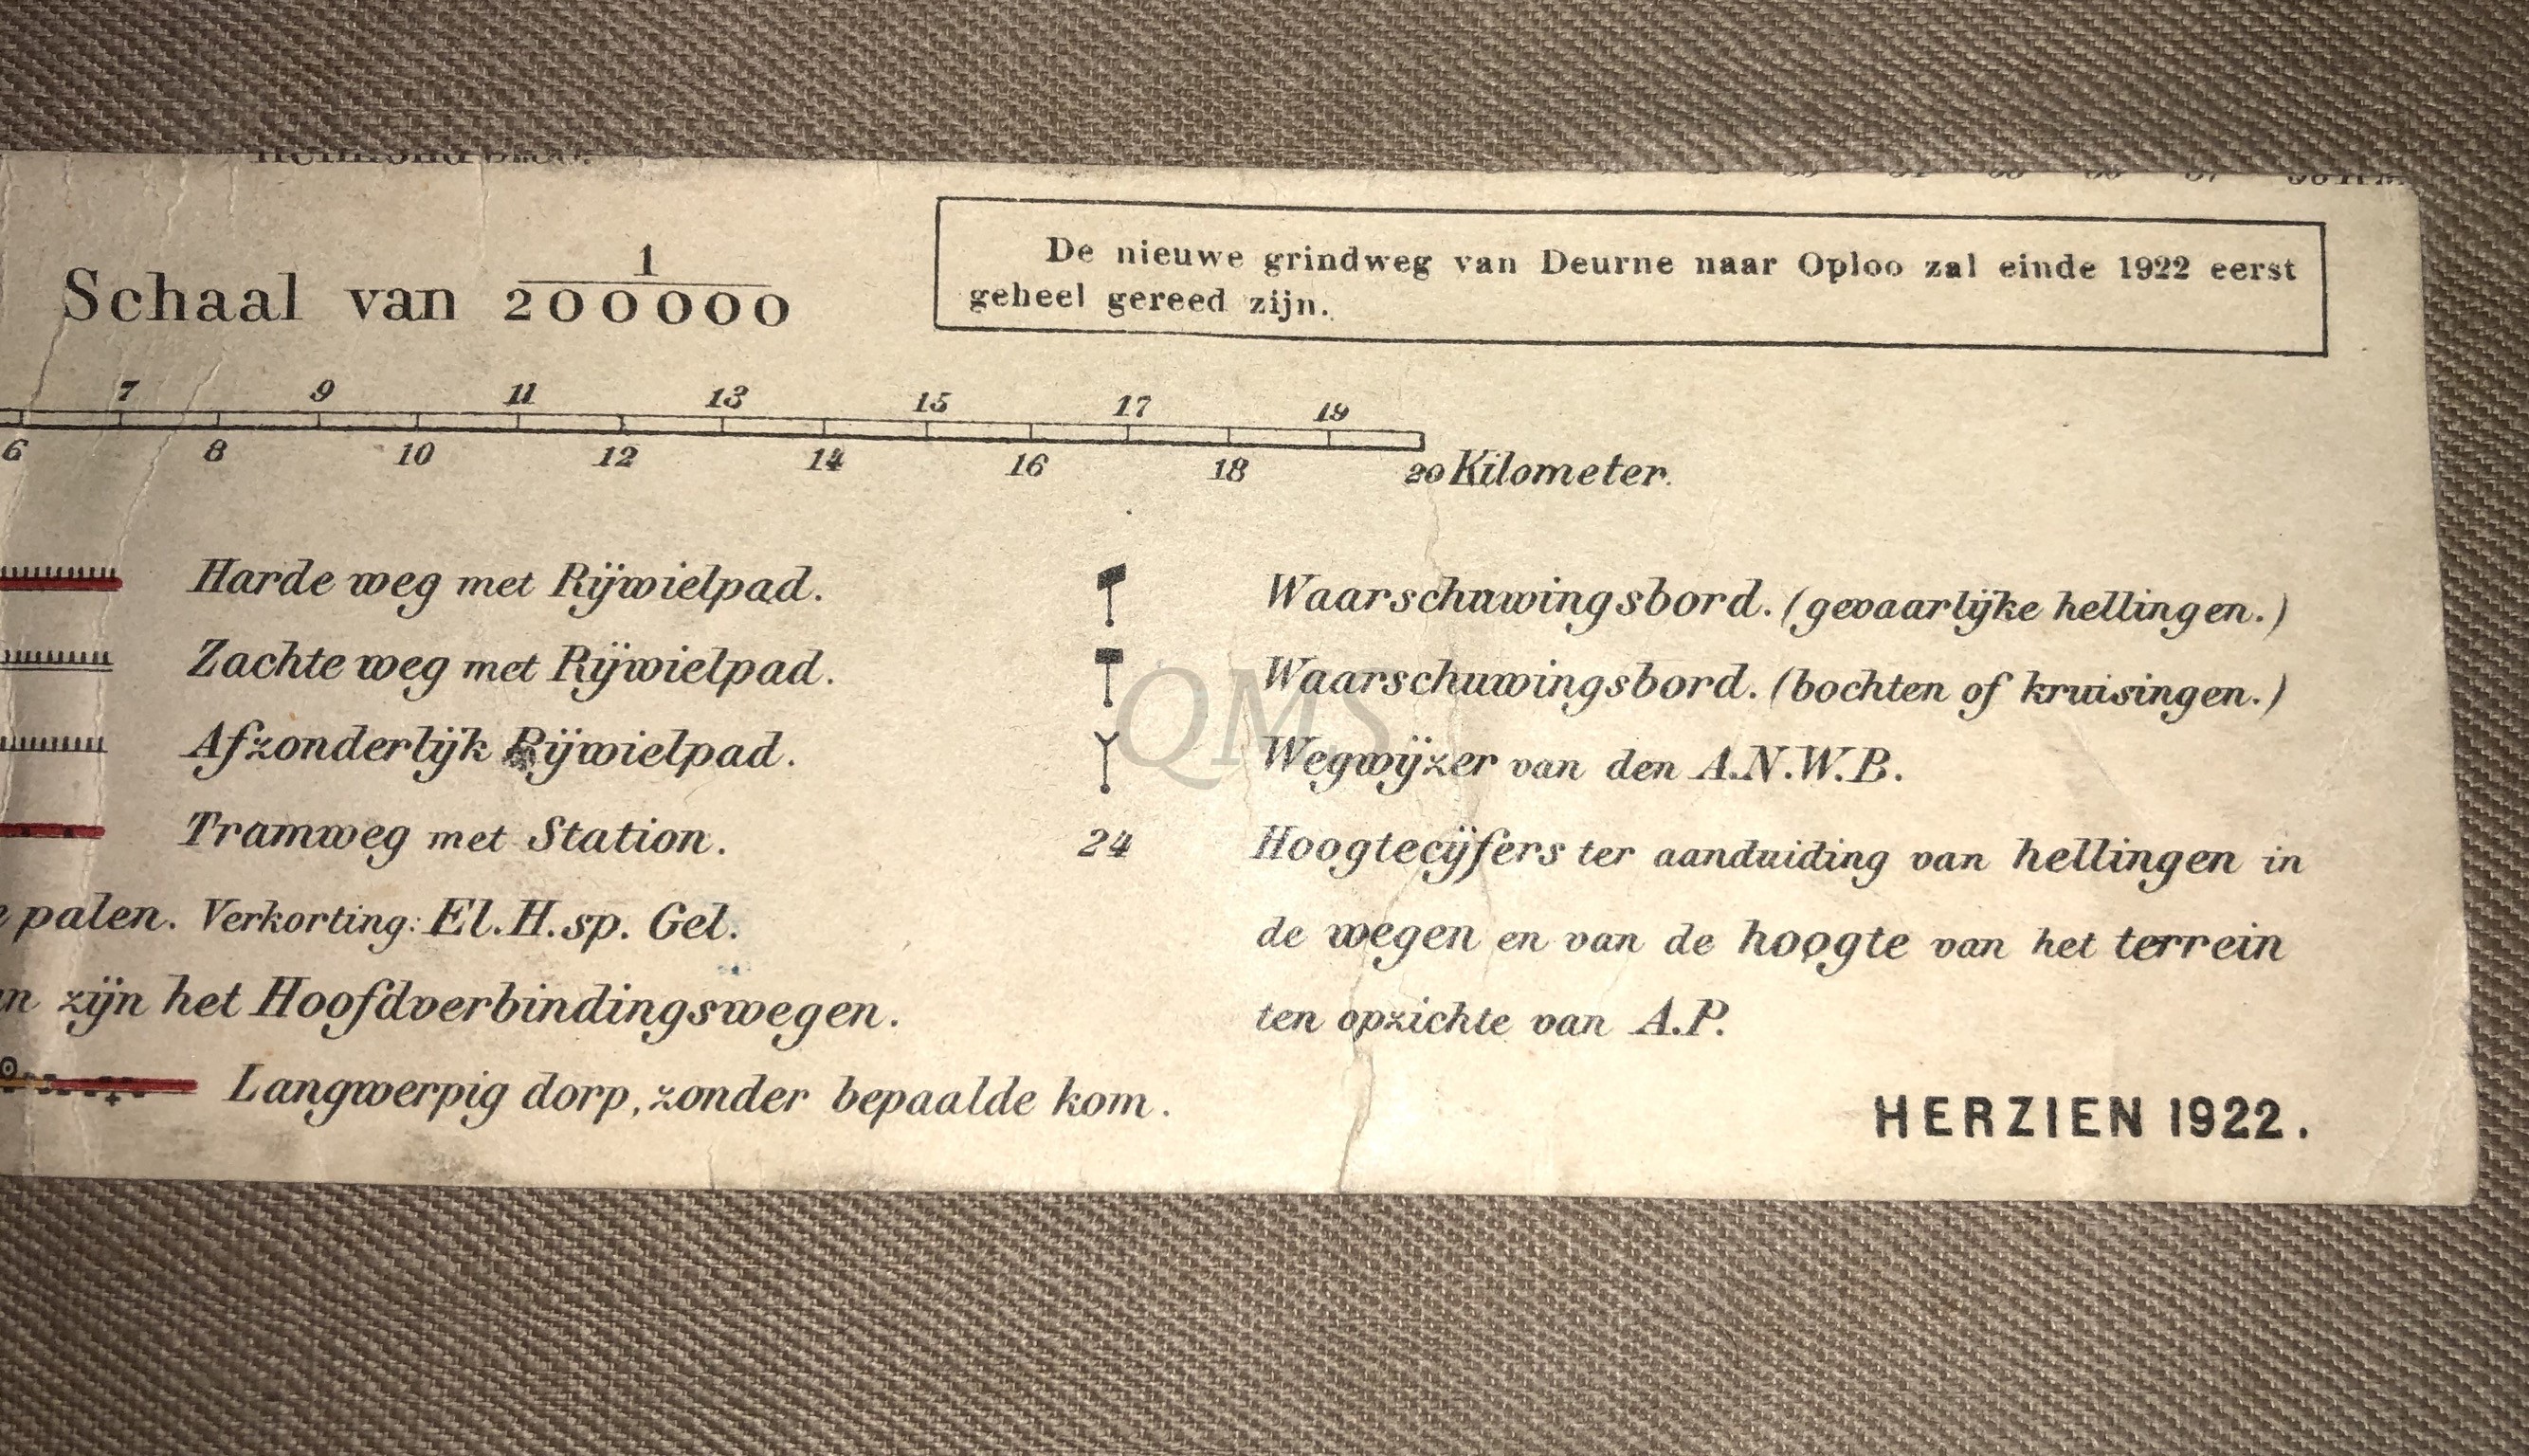 1
Schaal van 200000
De nieuwe grindweg van Deurne naar Oploo zal einde 1922 eerst
geheel gereed zijn.
7 9 11 13 15 17 19
6 8 10 12 14 16 18 20 Kilometer.
Harde weg met Rijwielpad.
Zachte weg met Rijwielpad.
Afzonderlijk Rijwielpad.
Tramweg met Station.
palen. Verkorting: El.H.sp. Gel.
zijn het Hoofdverbindingswegen.
Langwerpig dorp, zonder bepaalde kom.
Waarschuwingsbord. (gevaarlijke hellingen.)
Waarschuwingsbord. (bochten of kruisingen.)
Wegwijzer van den A.N.W.B.
24 Hoogtecijfers ter aanduiding van hellingen in
de wegen en van de hoogte van het terrein
ten opzichte van A.P.
HERZIEN 1922.
QMS